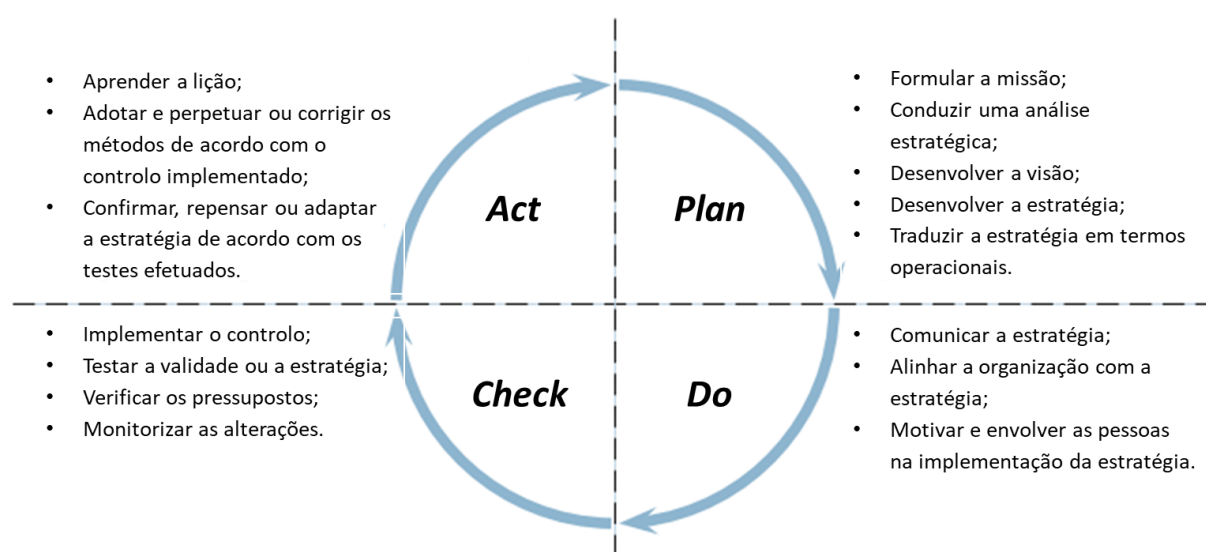 • Aprender a lição;
• Adotar e perpetuar ou corrigir os
métodos de acordo com o
controlo implementado;
• Confirmar, repensar ou adaptar
a estratégia de acordo com os
testes efetuados.
Act
Plan
• Formular a missão;
• Conduzir uma análise
estratégica;
• Desenvolver a visão;
• Desenvolver a estratégia;
• Traduzir a estratégia em termos
operacionais.
• Implementar o controlo;
• Testar a validade ou a estratégia;
• Verificar os pressupostos;
• Monitorizar as alterações.
Check
Do
• Comunicar a estratégia;
• Alinhar a organização com a
estratégia;
• Motivar e envolver as pessoas
na implementação da estratégia.